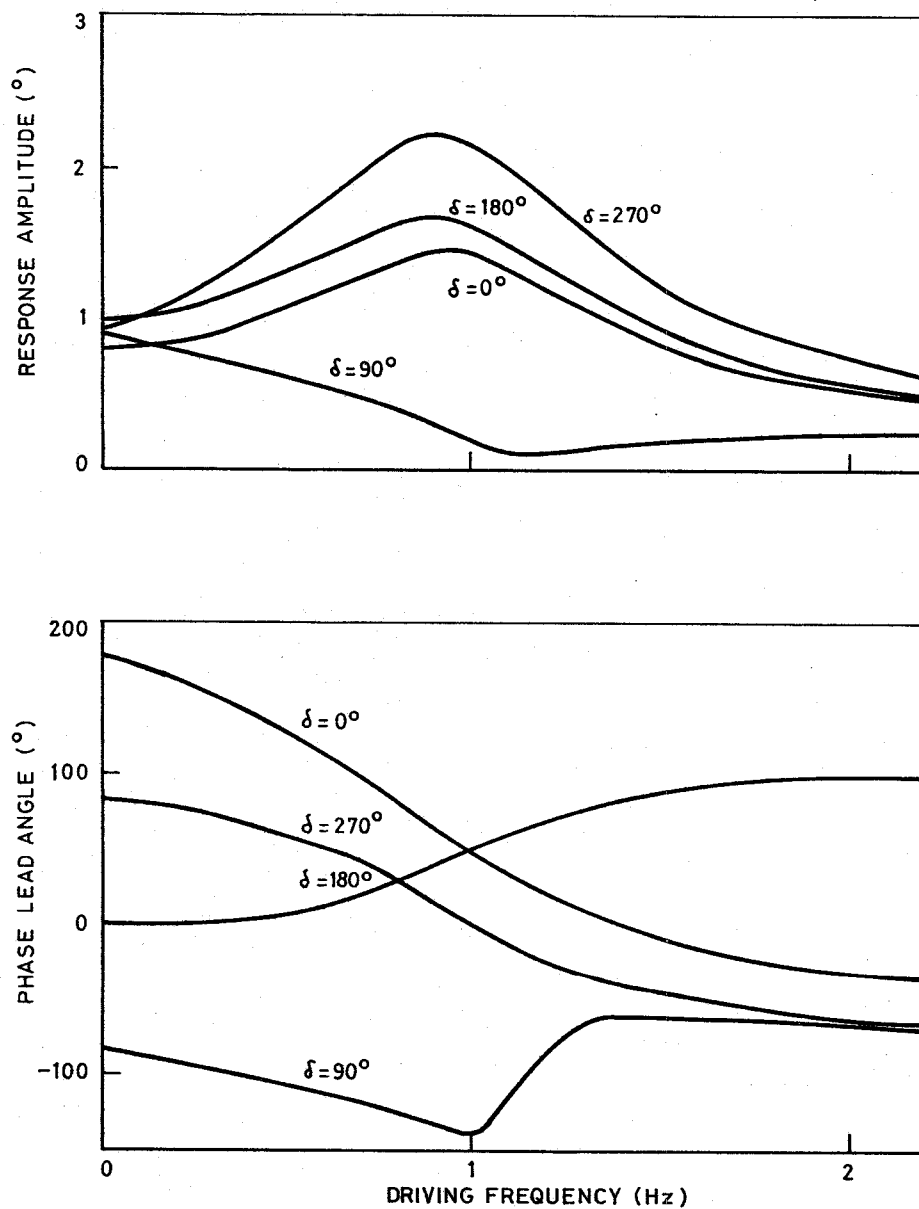 3
2
1
0
RESPONSE AMPLITUDE (°)
δ=180°
δ=270°
δ=0°
δ=90°
1
2
200
100
0
-100
PHASE LEAD ANGLE (°)
δ=0°
δ=270°
δ=180°
δ=90°
0
1
2
DRIVING FREQUENCY (Hz)